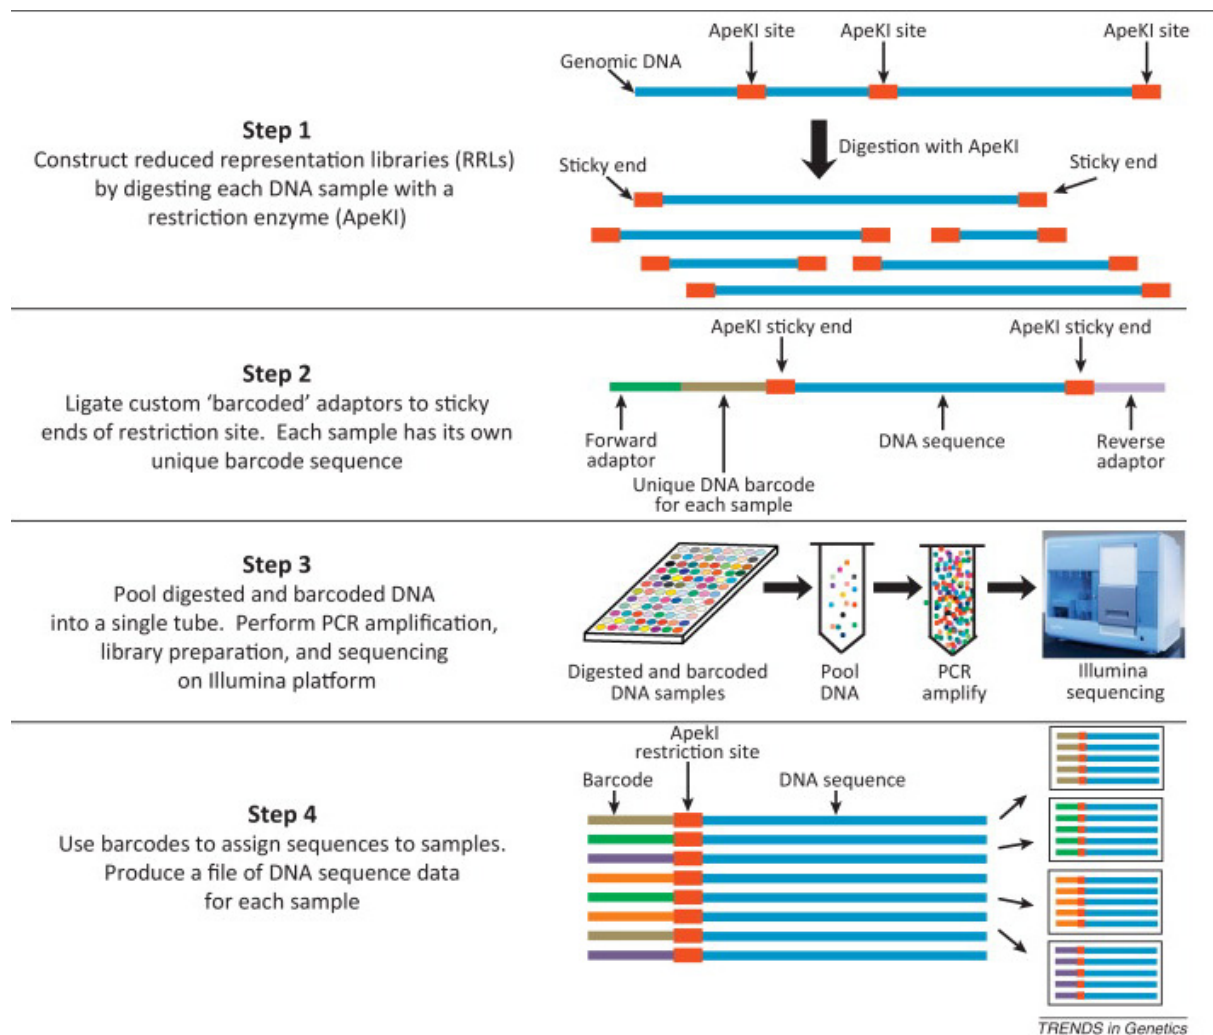 Step 1
Construct reduced representation libraries (RRLs)
by digesting each DNA sample with a
restriction enzyme (ApeKI)
ApeKI site
ApeKI site
ApeKI site
Genomic DNA
Digestion with ApeKI
Sticky end
Sticky end
Step 2
Ligate custom ‘barcoded’ adaptors to sticky
ends of restriction site. Each sample has its own
unique barcode sequence
ApeKI sticky end
ApeKI sticky end
Forward
adaptor
Unique DNA barcode
for each sample
DNA sequence
Reverse
adaptor
Step 3
Pool digested and barcoded DNA
into a single tube. Perform PCR amplification,
library preparation, and sequencing
on Illumina platform
Digested and barcoded
DNA samples
Pool
DNA
PCR
amplify
Illumina
sequencing
Step 4
Use barcodes to assign sequences to samples.
Produce a file of DNA sequence data
for each sample
Barcode
ApekI
restriction site
DNA sequence
TRENDS in Genetics